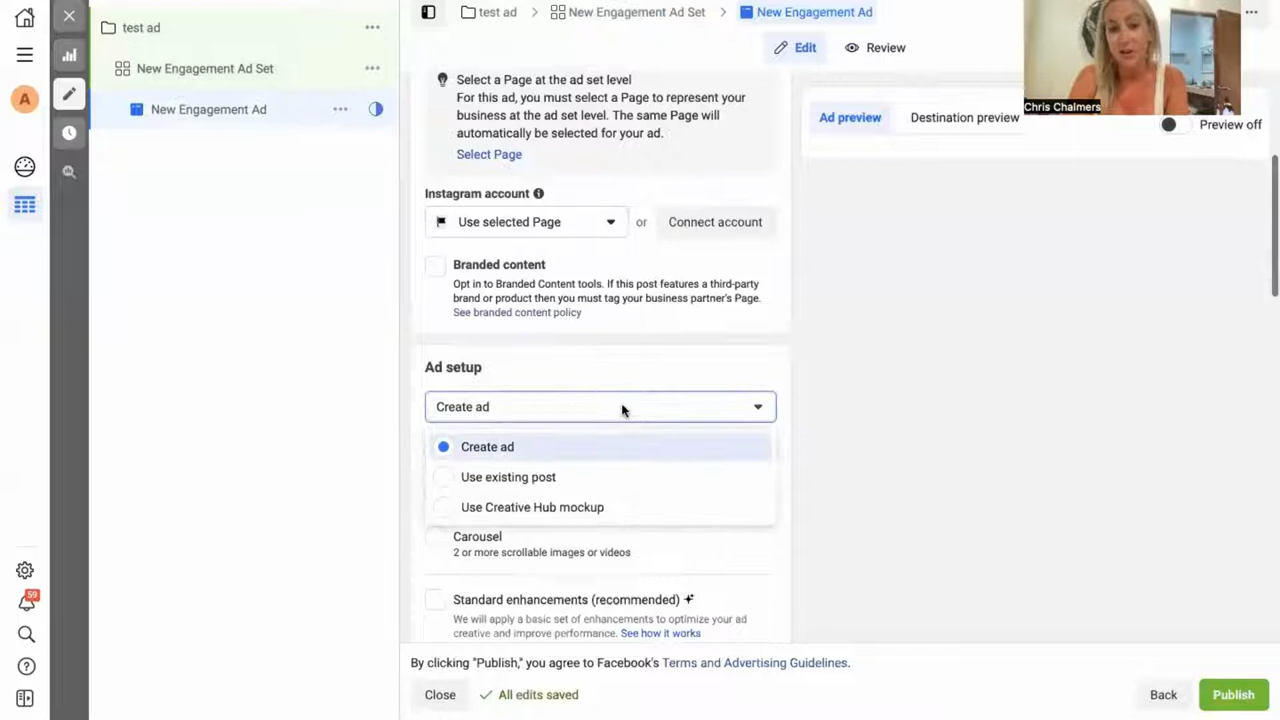 test ad
New Engagement Ad Set
New Engagement Ad
A
59
test ad > New Engagement Ad Set > New Engagement Ad
Edit
Review
Select a Page at the ad set level
For this ad, you must select a Page to represent your
business at the ad set level. The same Page will
automatically be selected for your ad.
Select Page
Instagram account
Use selected Page
or
Connect account
Branded content
Opt in to Branded Content tools. If this post features a third-party
brand or product then you must tag your business partner's Page.
See branded content policy
Ad setup
Create ad
Create ad
Use existing post
Use Creative Hub mockup
Carousel
2 or more scrollable images or videos
Standard enhancements (recommended)
We will apply a basic set of enhancements to optimize your ad
creative and improve performance. See how it works
By clicking "Publish," you agree to Facebook's Terms and Advertising Guidelines.
Close
All edits saved
Back
Publish
Ad preview
Destination preview
Preview off
Chris Chalmers